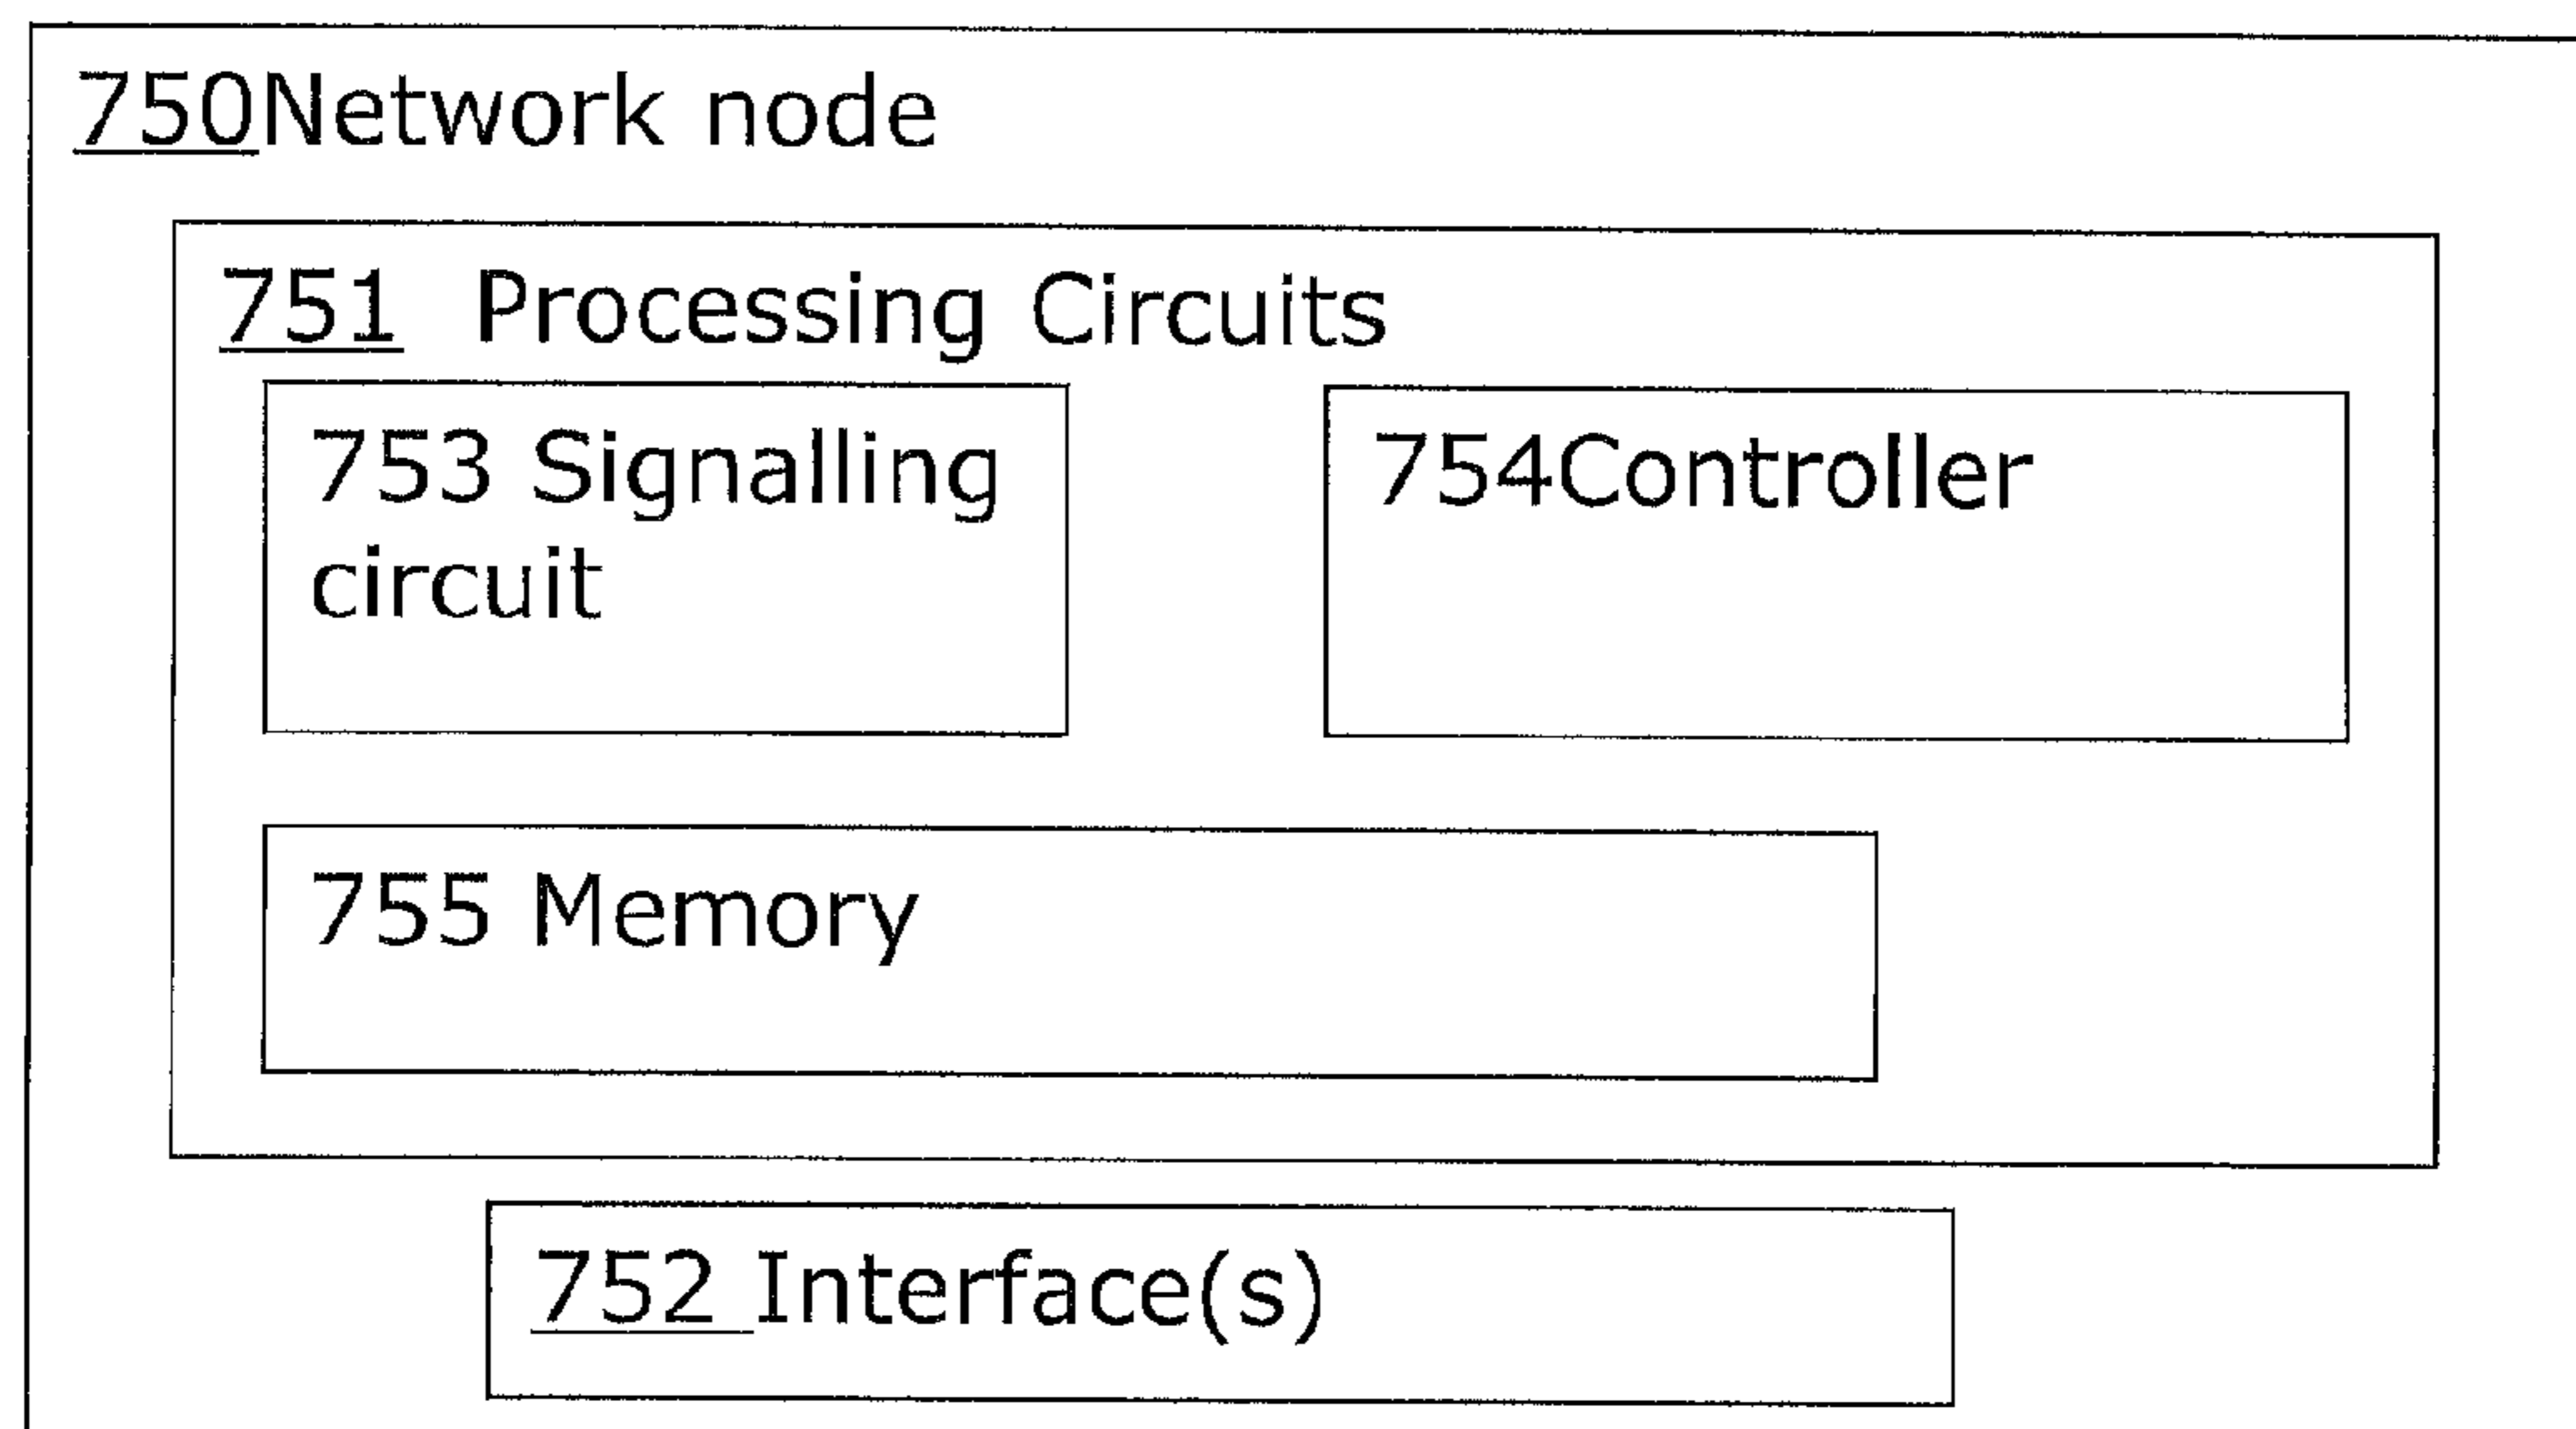 750Network node
751 Processing Circuits
753 Signalling
circuit
754Controller
755 Memory
752 Interface(s)